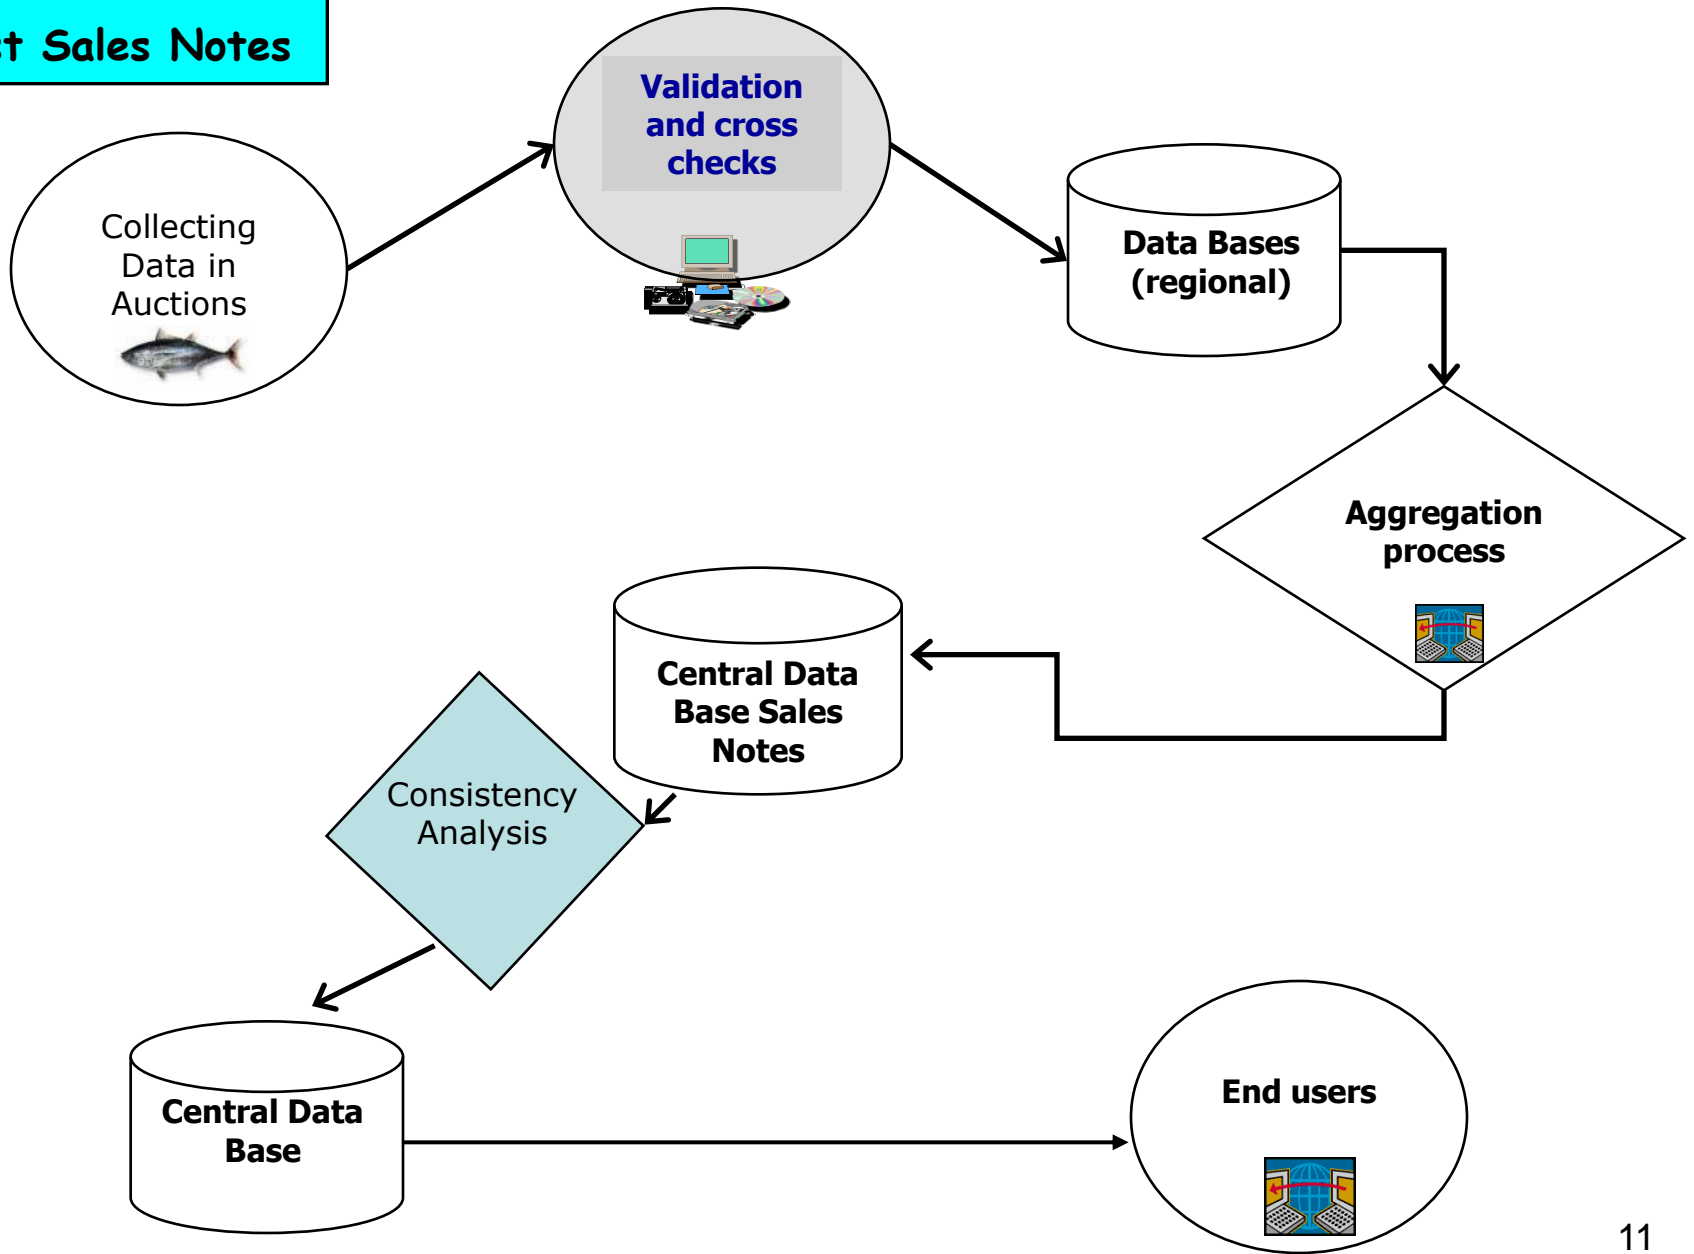 Sales Notes
Validation
and cross
checks
Collecting
Data in
Auctions
Data Bases
(regional)
Aggregation
process
Central Data
Base Sales
Notes
Consistency
Analysis
Central Data
Base
End users
11